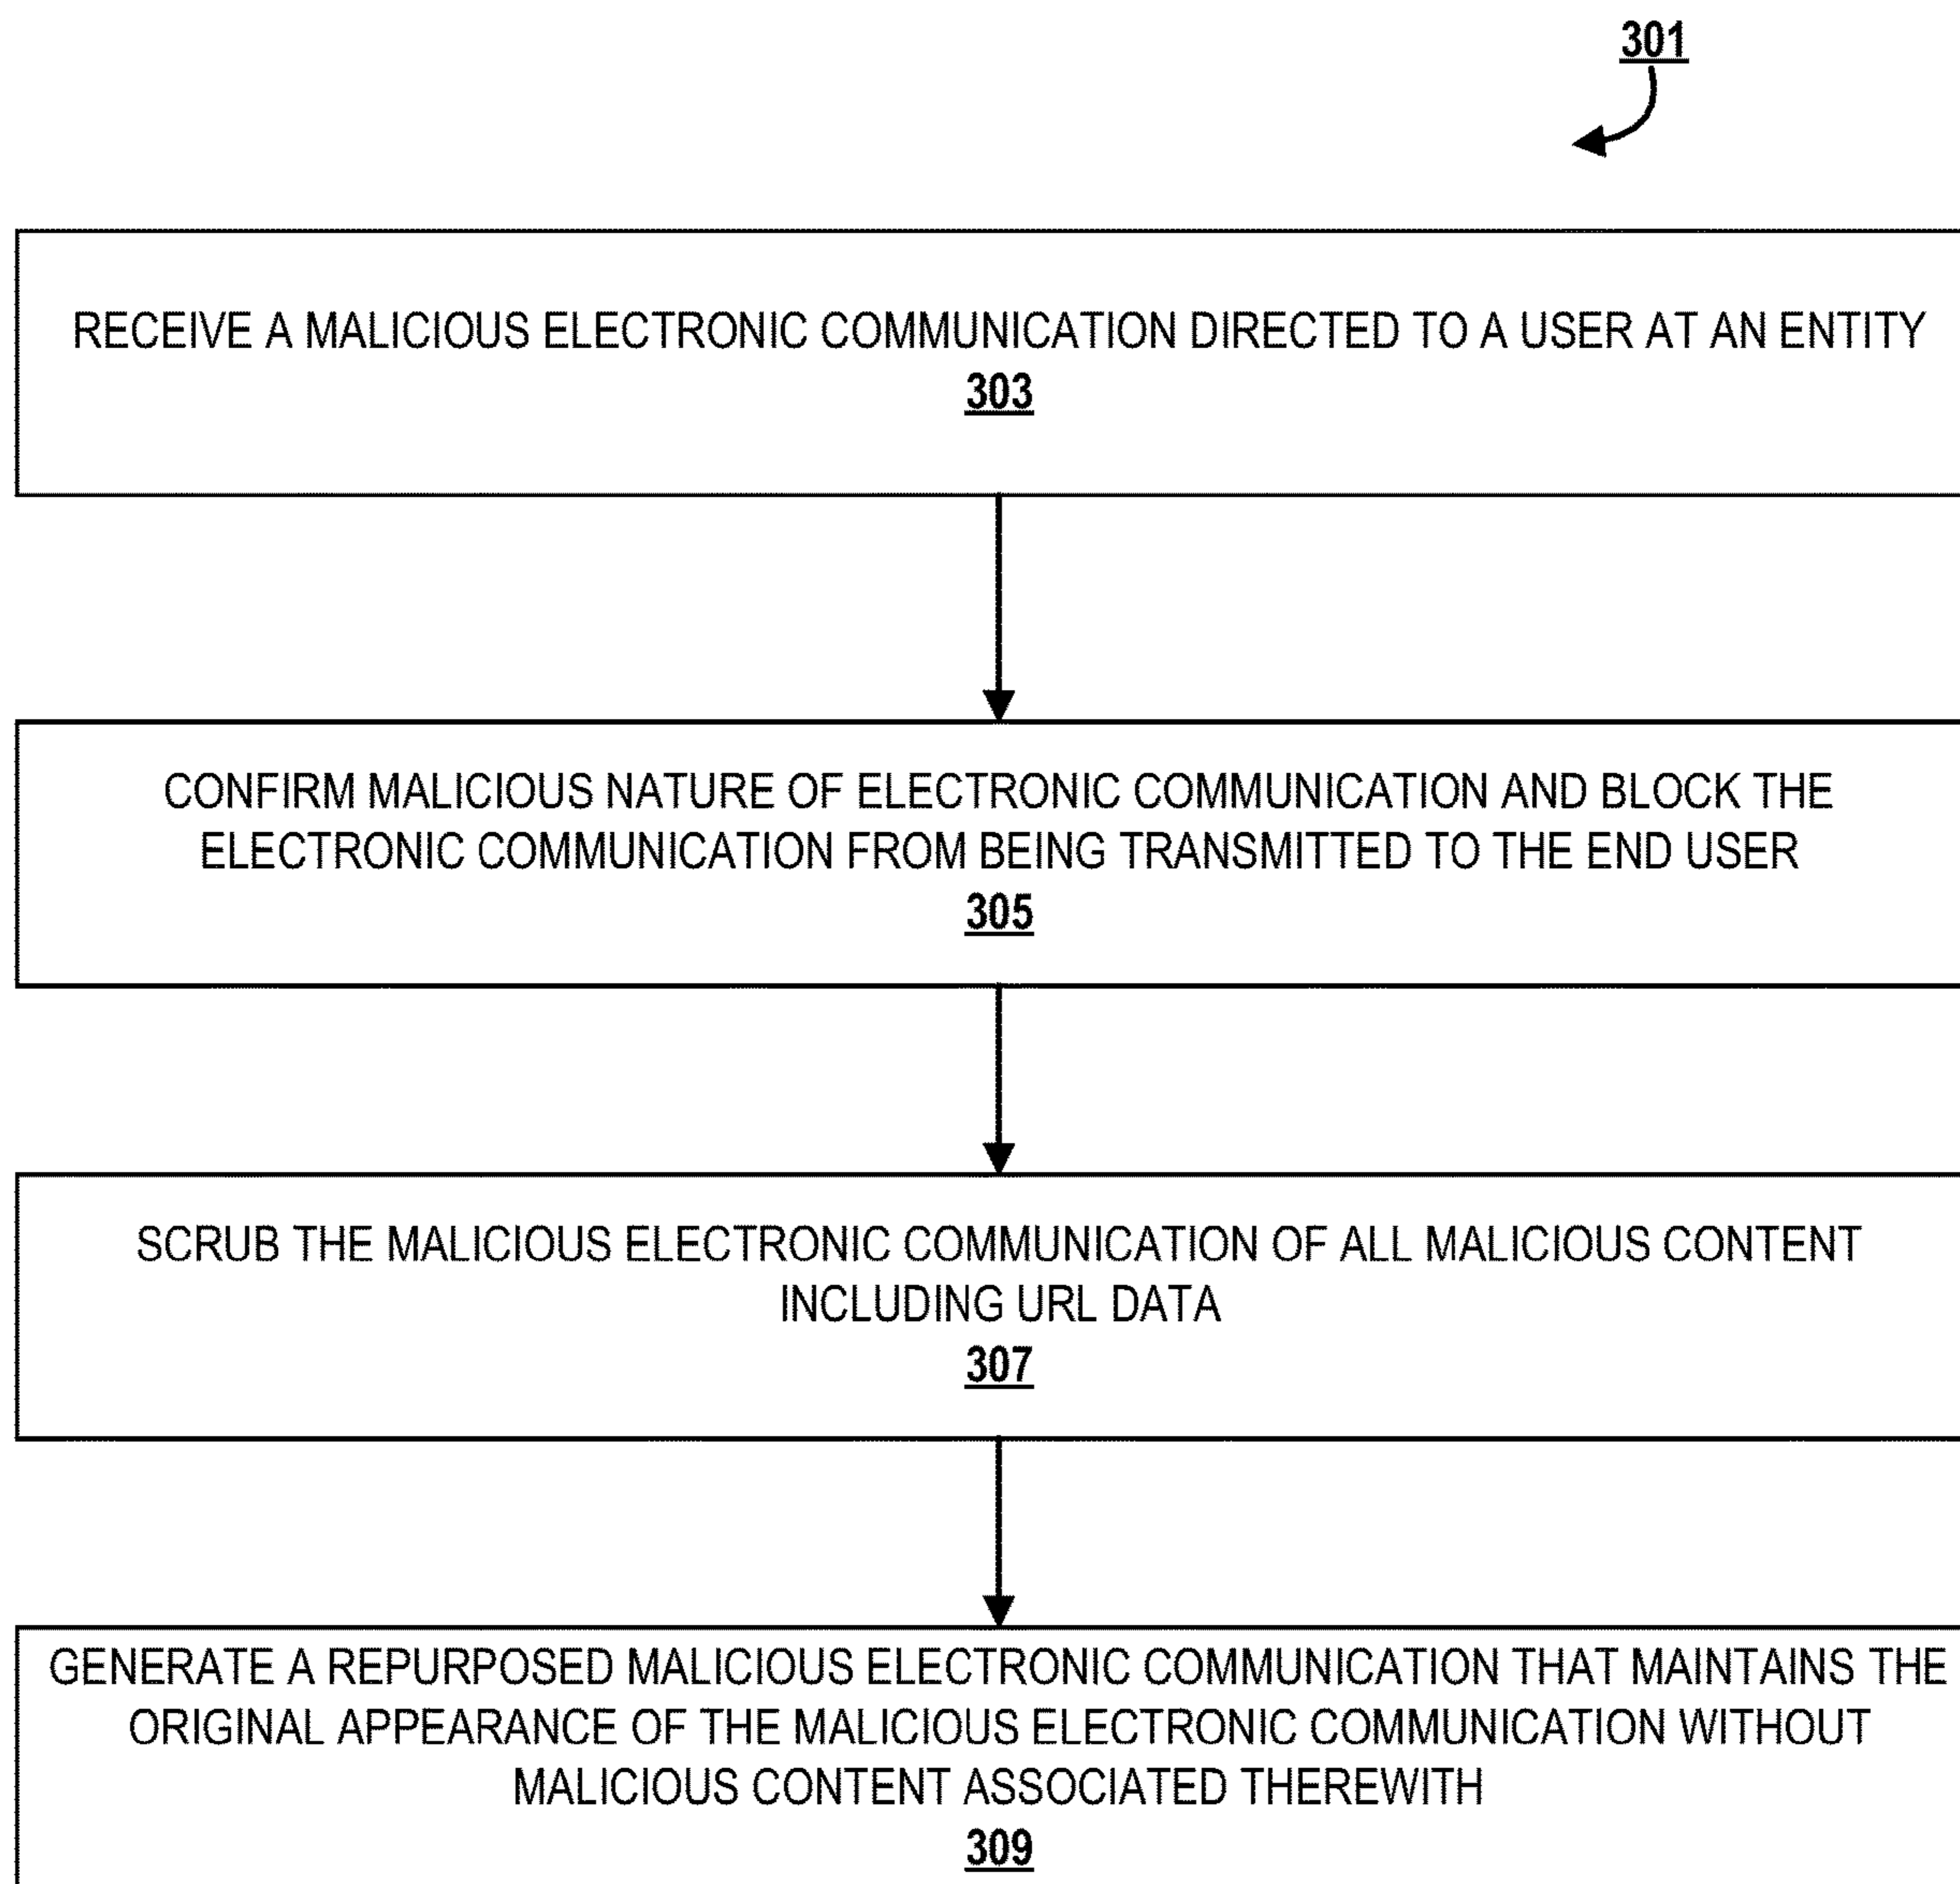 301
RECEIVE A MALICIOUS ELECTRONIC COMMUNICATION DIRECTED TO A USER AT AN ENTITY
303
CONFIRM MALICIOUS NATURE OF ELECTRONIC COMMUNICATION AND BLOCK THE
ELECTRONIC COMMUNICATION FROM BEING TRANSMITTED TO THE END USER
305
SCRUB THE MALICIOUS ELECTRONIC COMMUNICATION OF ALL MALICIOUS CONTENT
INCLUDING URL DATA
307
GENERATE A REPURPOSED MALICIOUS ELECTRONIC COMMUNICATION THAT MAINTAINS THE
ORIGINAL APPEARANCE OF THE MALICIOUS ELECTRONIC COMMUNICATION WITHOUT
MALICIOUS CONTENT ASSOCIATED THEREWITH
309